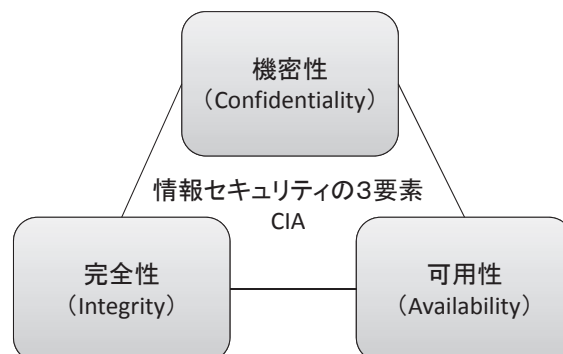 機密性
（Confidentiality）
情報セキュリティの３要素
CIA
完全性
（Integrity）
可用性
（Availability）